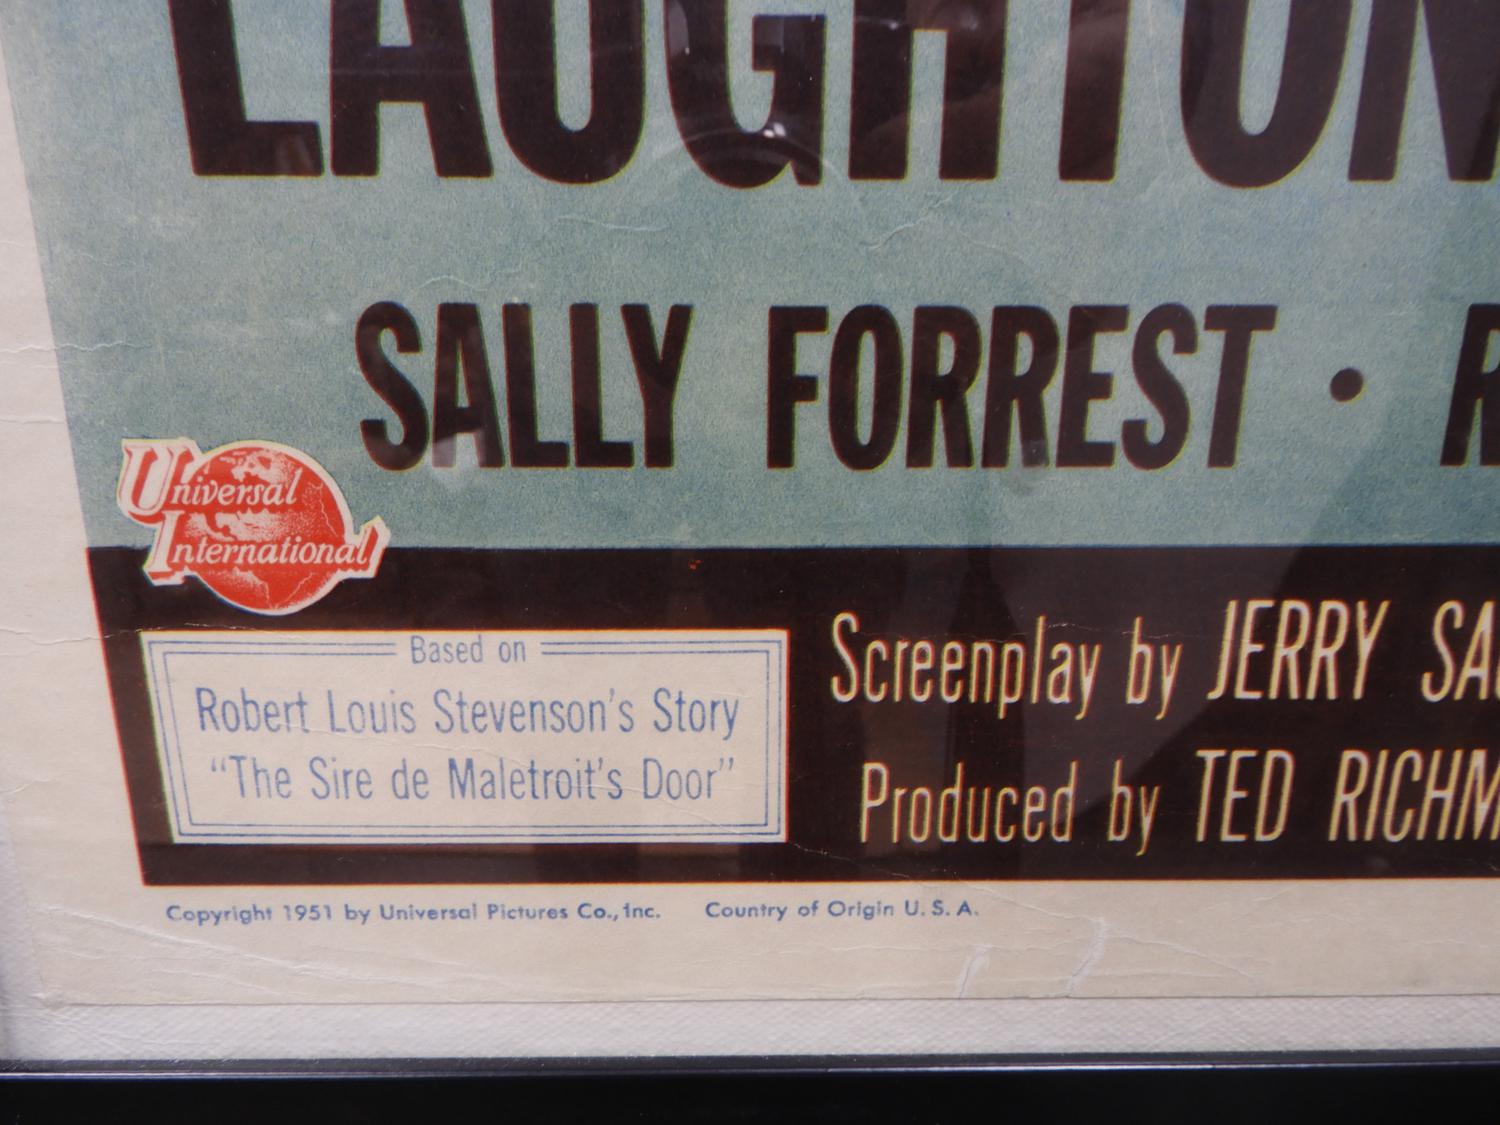 LAUGHTON
SALLY FORREST •
Universal
International
Based on
Robert Louis Stevenson's Story
"The Sire de Maletroit's Door"
Screenplay by JERRY
Produced by TED
Copyright 1951 by Universal Pictures Co., Inc. Country of Origin U. S. A.